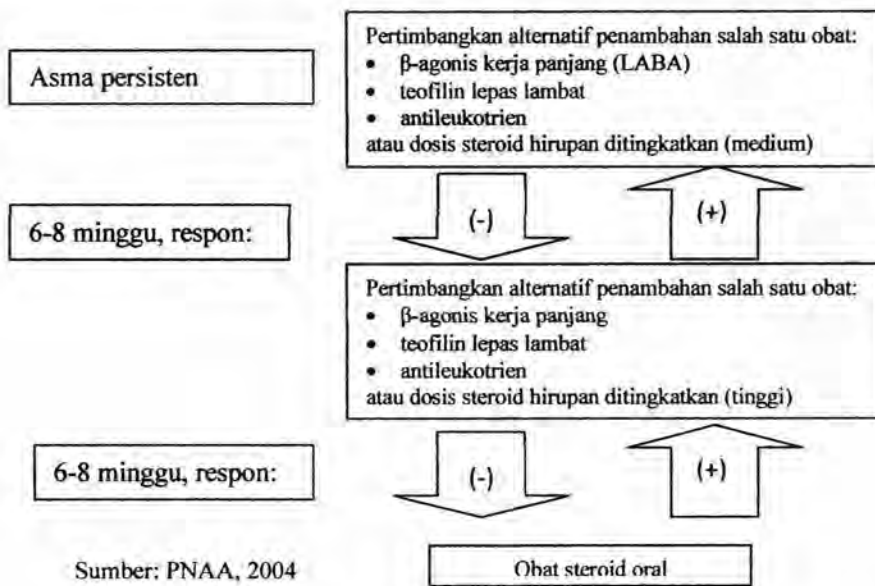 Asma persisten
Pertimbangkan alternatif penambahan salah satu obat:
• β-agonis kerja panjang (LABA)
• teofilin lepas lambat
• antileukotrien
atau dosis steroid hirupan ditingkatkan (medium)
6-8 minggu, respon:
(-)
(+)
Pertimbangkan alternatif penambahan salah satu obat:
• β-agonis kerja panjang
• teofilin lepas lambat
• antileukotrien
atau dosis steroid hirupan ditingkatkan (tinggi)
6-8 minggu, respon:
(-)
(+)
Sumber: PNAA, 2004
Obat steroid oral